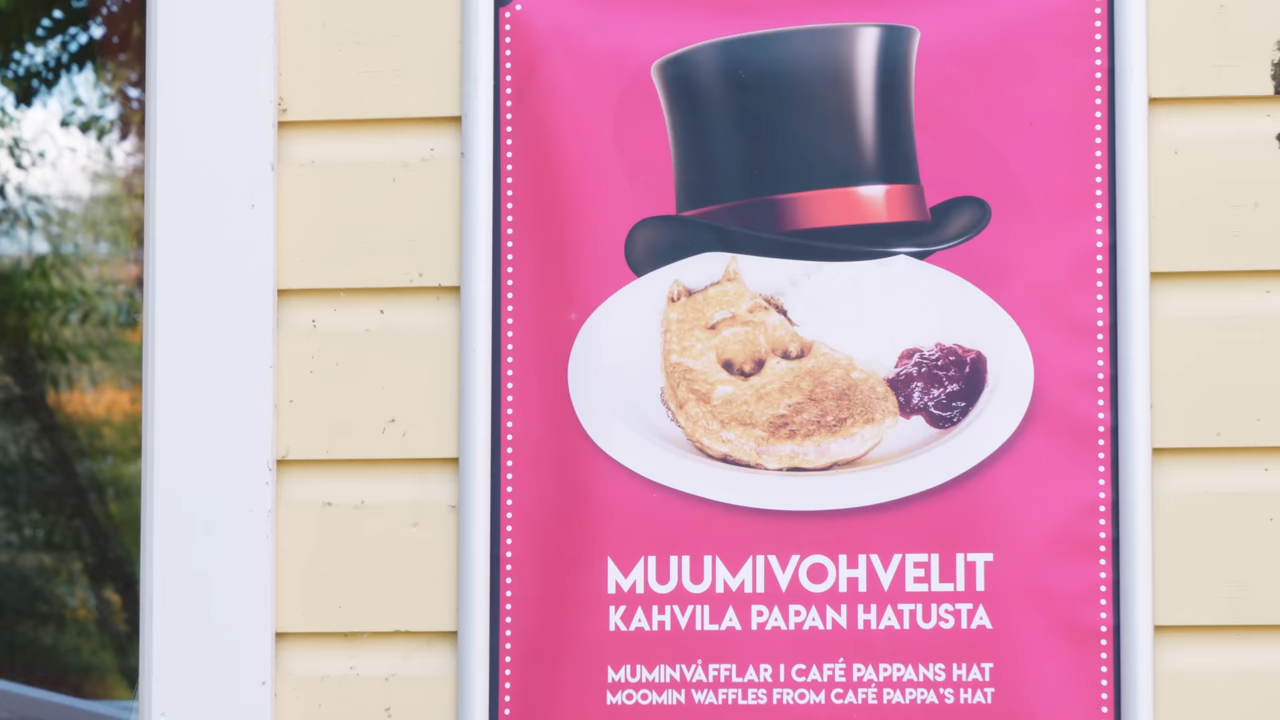 MUUMIVOHVELIT
KAHVILA PAPAN HATUSTA
MUMINVÅFFLAR I CAFÉ PAPPANS HAT
MOOMIN WAFFLES FROM CAFÉ PAPPA'S HAT